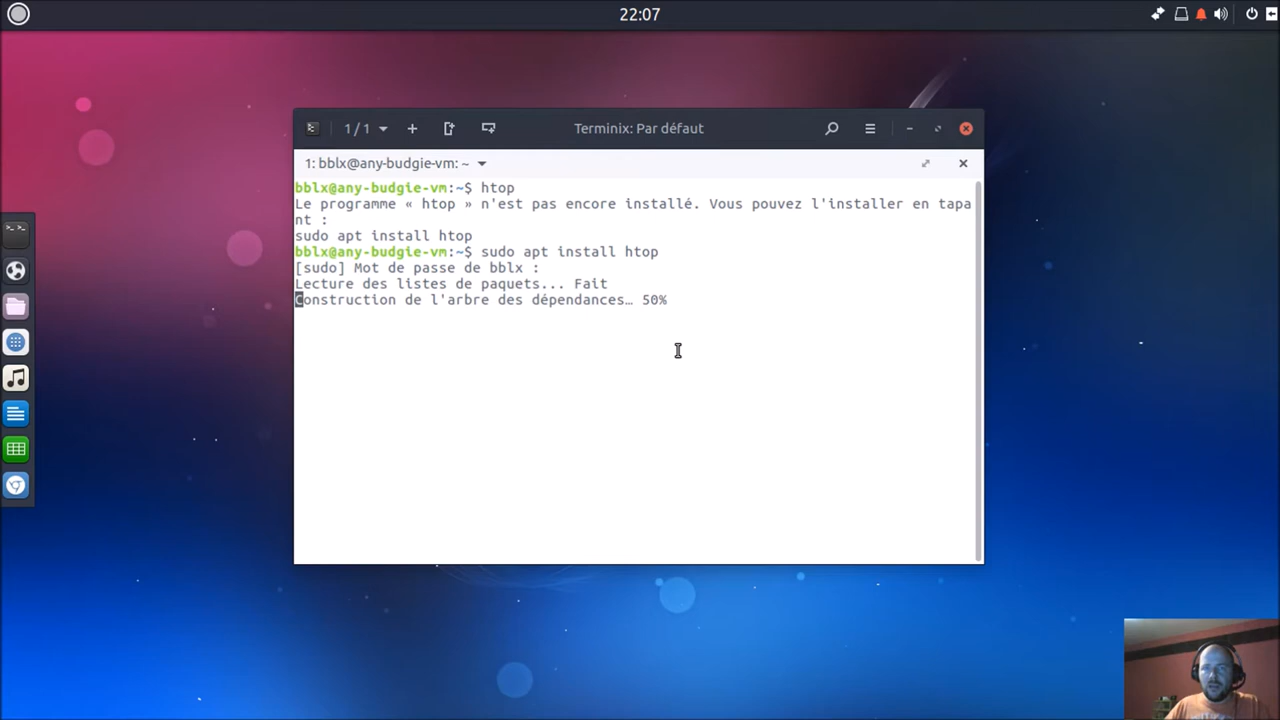 22:07
1 / 1
Terminix: Par défaut
1: bblx@any-budgie-vm: ~
bblx@any-budgie-vm:~$ htop
Le programme « htop » n'est pas encore installé. Vous pouvez l'installer en tapa
nt :
sudo apt install htop
bblx@any-budgie-vm:~$ sudo apt install htop
[sudo] Mot de passe de bblx :
Lecture des listes de paquets... Fait
Construction de l'arbre des dépendances… 50%